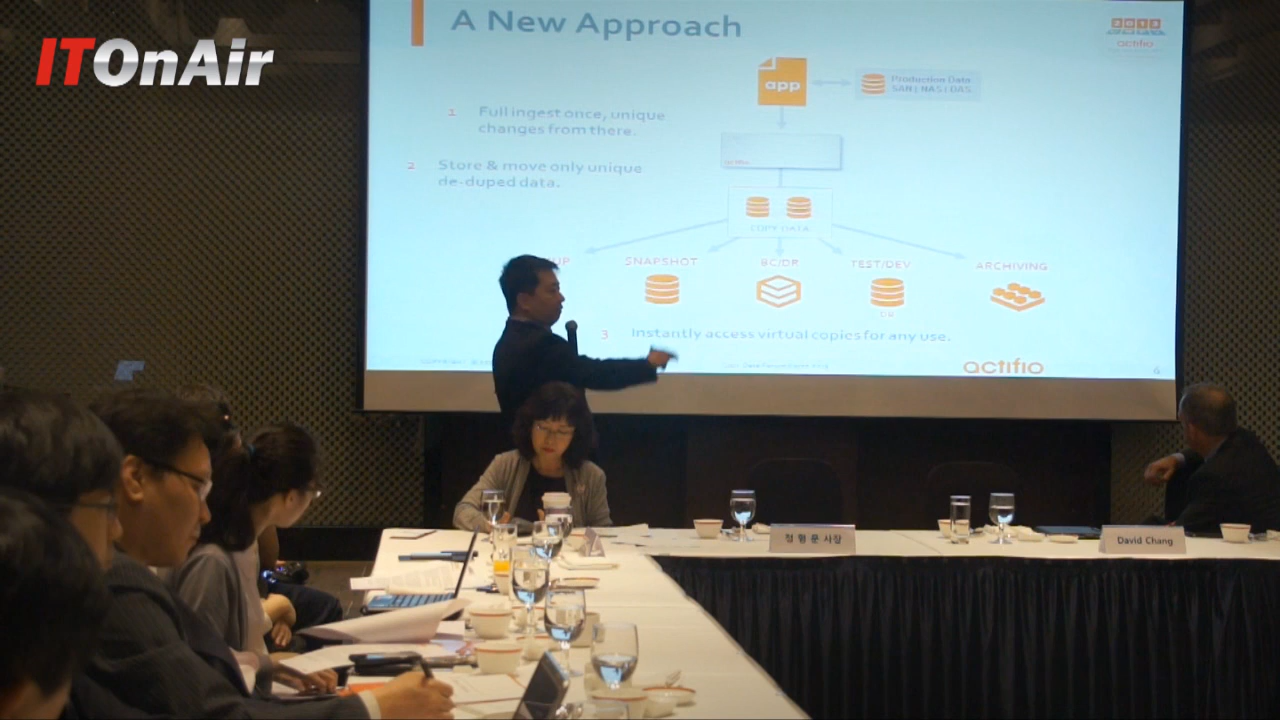 ITOnAir
A New Approach
2013
actifio
app
Production Data
SAN | NAS | DAS
1 Full ingest once, unique
changes from there.
2 Store & move only unique
de-duped data.
COPY DATA
UP
SNAPSHOT
BC/DR
TEST/DEV
ARCHIVING
3 Instantly access virtual copies for any use.
actifio
6
정 형 문 사장
David Chang